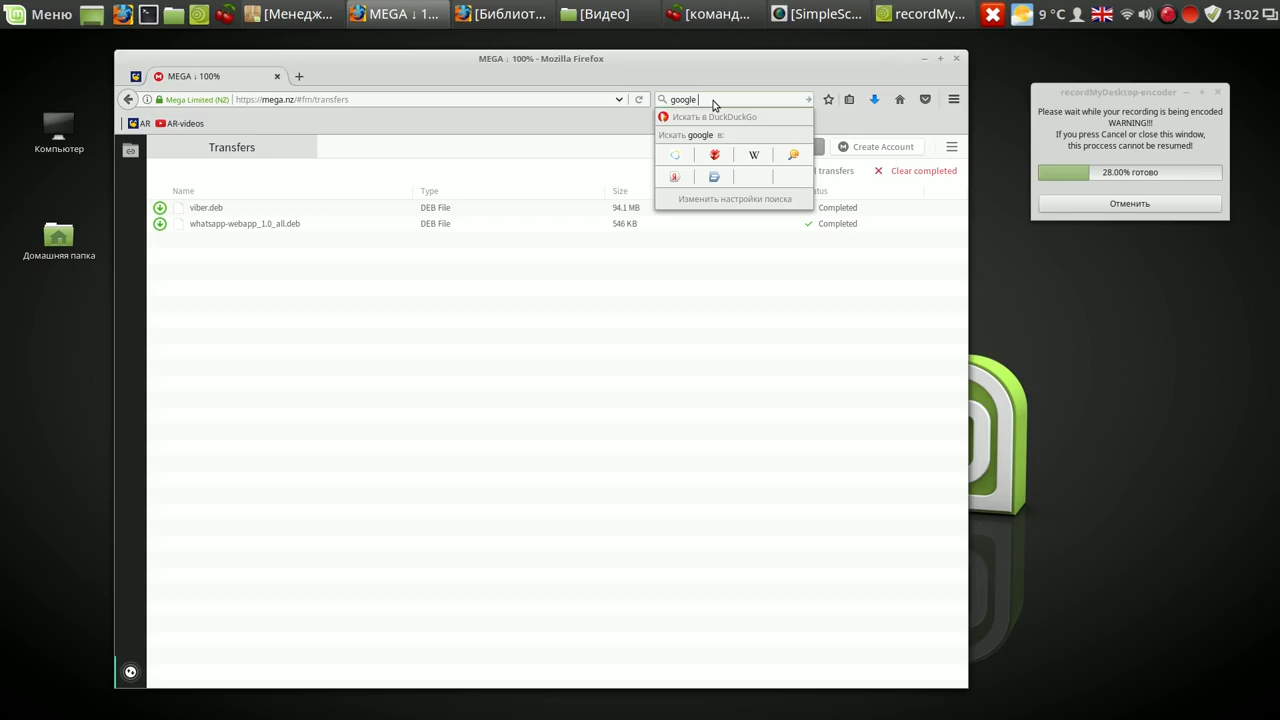 Меню
[Менедж...
MEGA ↓ 1...
[Библиот...
[Видео]
[команд...
[SimpleSc...
recordMy...
9 °C
13:02
MEGA ↓ 100% - Mozilla Firefox
MEGA ↓ 100%
Mega Limited (NZ)
https://mega.nz/#fm/transfers
google
AR
AR-videos
Искать в DuckDuckGo
Искать google в:
W
Изменить настройки поиска
Transfers
Create Account
transfers
Clear completed
Name
Type
Size
viber.deb
DEB File
94.1 MB
Completed
whatsapp-webapp_1.0_all.deb
DEB File
546 KB
Completed
Компьютер
Домашняя папка
recordMyDesktop-encoder
Please wait while your recording is being encoded
WARNING!!!
If you press Cancel or close this window,
this proccess cannot be resumed!
28.00% готово
Отменить